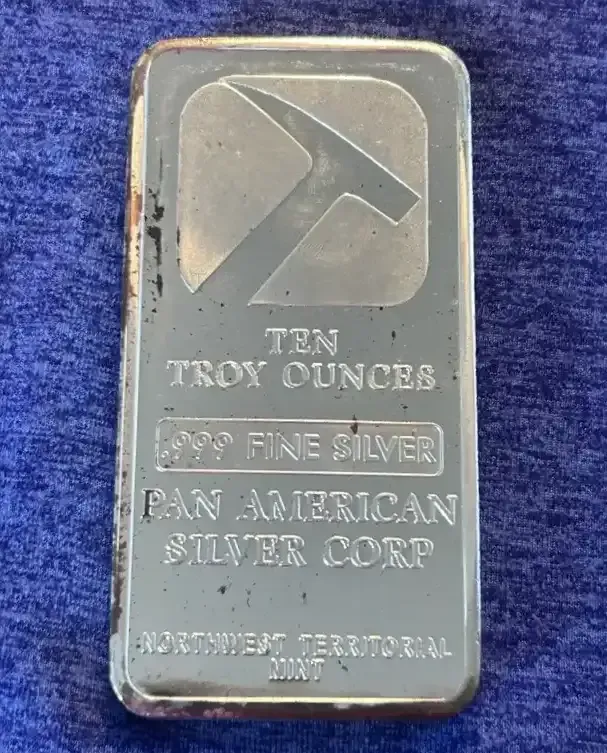 TEN
TROY OUNCES
.999 FINE SILVER
PAN AMERICAN
SILVER CORP
NORTHWEST TERRITORIAL
MINT